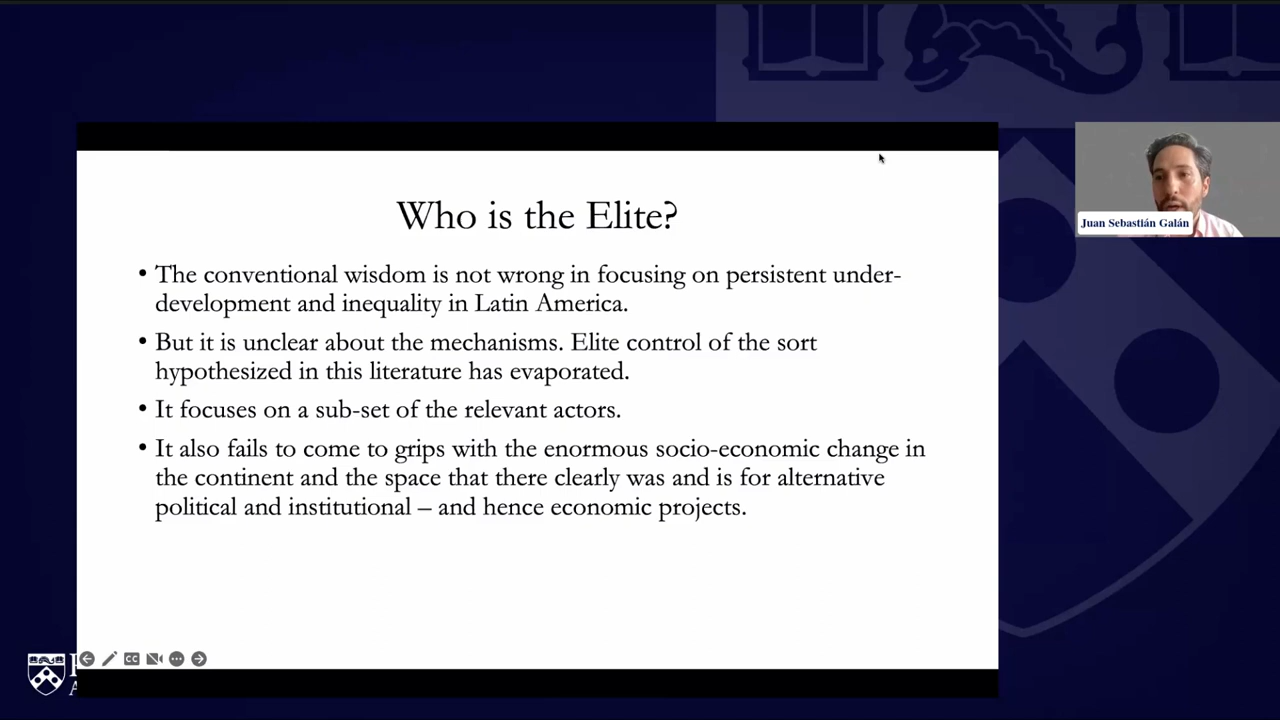 Who is the Elite?
• The conventional wisdom is not wrong in focusing on persistent under-
development and inequality in Latin America.
• But it is unclear about the mechanisms. Elite control of the sort
hypothesized in this literature has evaporated.
• It focuses on a sub-set of the relevant actors.
• It also fails to come to grips with the enormous socio-economic change in
the continent and the space that there clearly was and is for alternative
political and institutional – and hence economic projects.
Juan Sebastián Galán
CC